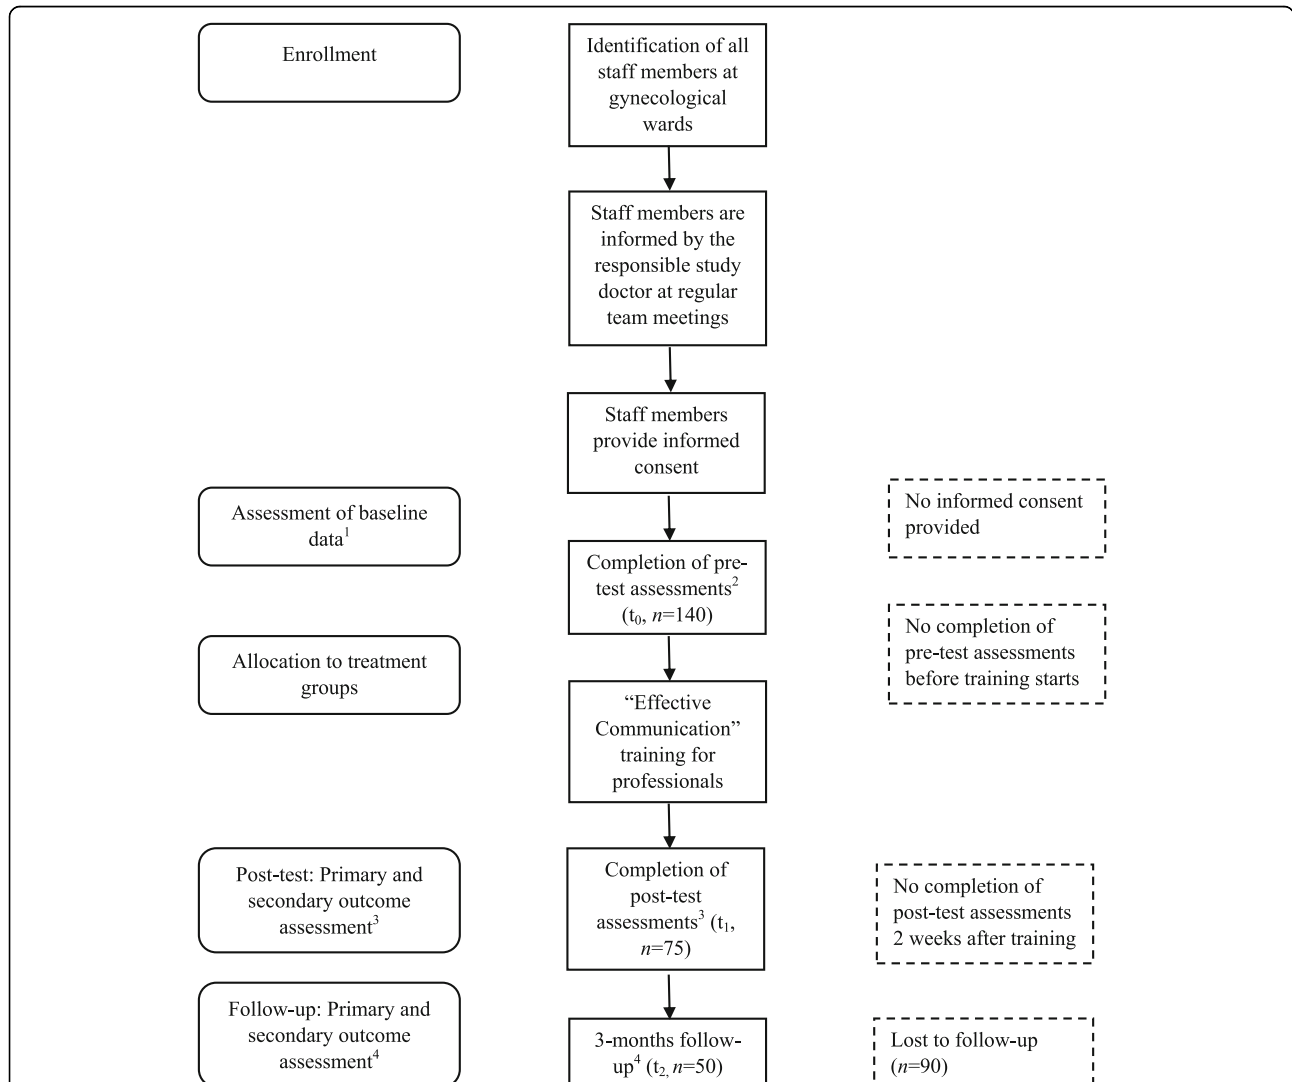 Enrollment
Identification of all
staff members at
gynecological
wards
Staff members are
informed by the
responsible study
doctor at regular
team meetings
Staff members
provide informed
consent
Assessment of baseline
data¹
No informed consent
provided
Completion of pre-
test assessments²
(t₀, n=140)
Allocation to treatment
groups
No completion of
pre-test assessments
before training starts
“Effective
Communication”
training for
professionals
Post-test: Primary and
secondary outcome
assessment³
Completion of
post-test
assessments³ (t₁,
n=75)
No completion of
post-test assessments
2 weeks after training
Follow-up: Primary and
secondary outcome
assessment⁴
3-months follow-
up⁴ (t₂, n=50)
Lost to follow-up
(n=90)